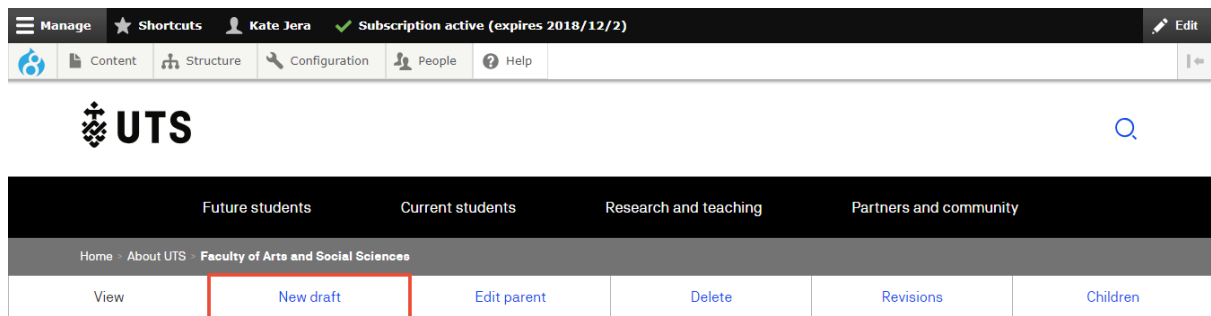 Manage Shortcuts Kate Jera Subscription active (expires 2018/12/2) Edit
Content Structure Configuration People Help
UTS
Future students Current students Research and teaching Partners and community
Home > About UTS > Faculty of Arts and Social Sciences
View New draft Edit parent Delete Revisions Children